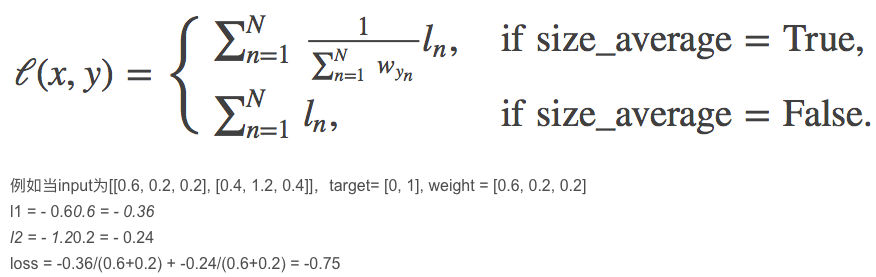 ℓ(x, y) = { ∑_{n=1}^{N} \frac{1}{∑_{n=1}^{N} w_{y_n}} l_n, if size_average = True,
∑_{n=1}^{N} l_n, if size_average = False.
例如当input为[[0.6, 0.2, 0.2], [0.4, 1.2, 0.4]]，target= [0, 1], weight = [0.6, 0.2, 0.2]
l1 = - 0.60.6 = - 0.36
l2 = - 1.20.2 = - 0.24
loss = -0.36/(0.6+0.2) + -0.24/(0.6+0.2) = -0.75